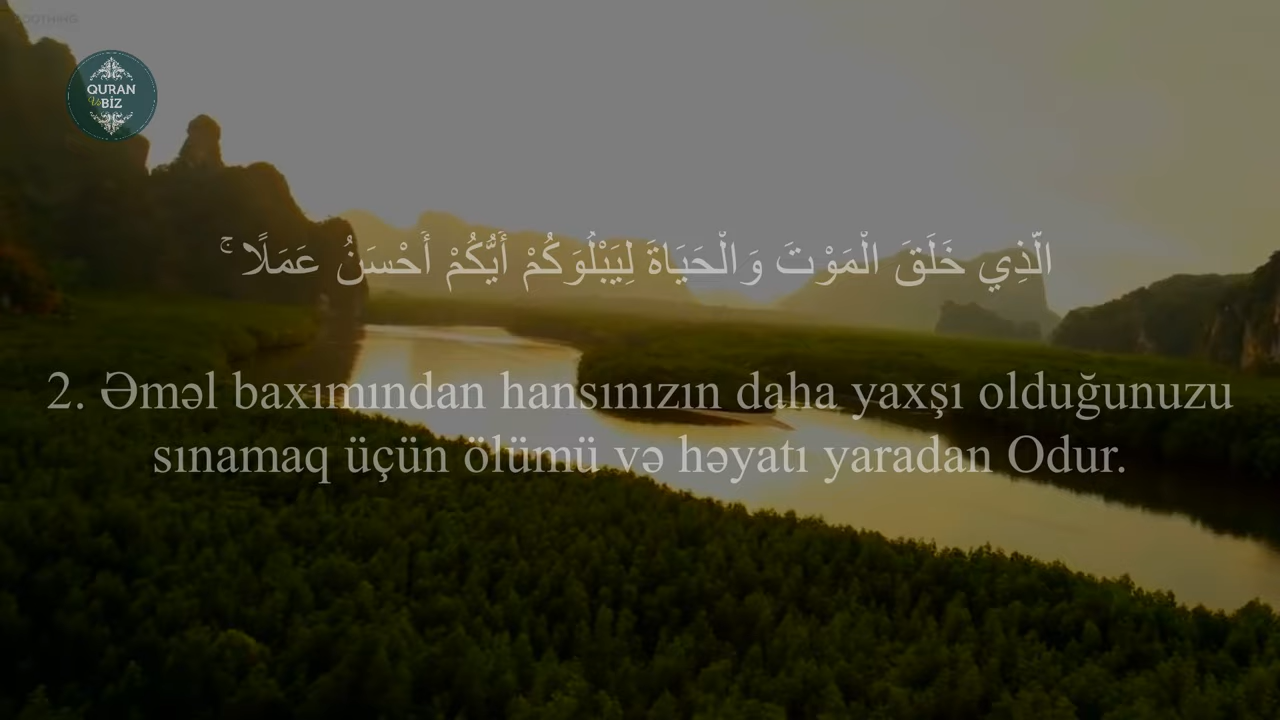 QURAN
Və
BİZ
الَّذِي خَلَقَ الْمَوْتَ وَالْحَيَاةَ لِيَبْلُوَكُمْ أَيُّكُمْ أَحْسَنُ عَمَلًا ۚ
2. Əməl baxımından hansınızın daha yaxşı olduğunuzu
sınamaq üçün ölümü və həyatı yaradan Odur.